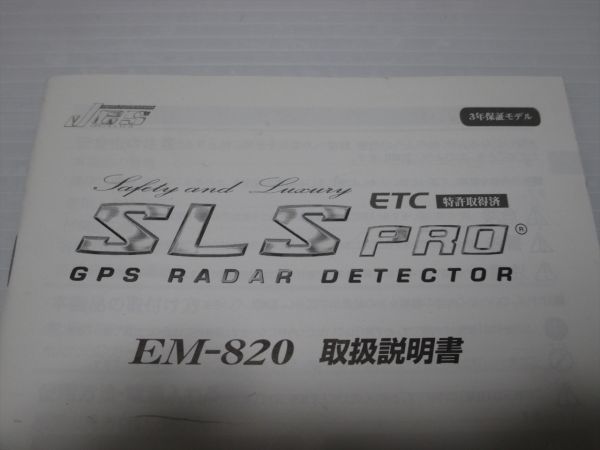 3年保証モデル
Safety and Luxury
ETC 特許取得済
SLS PRO®
GPS RADAR DETECTOR
EM-820 取扱説明書